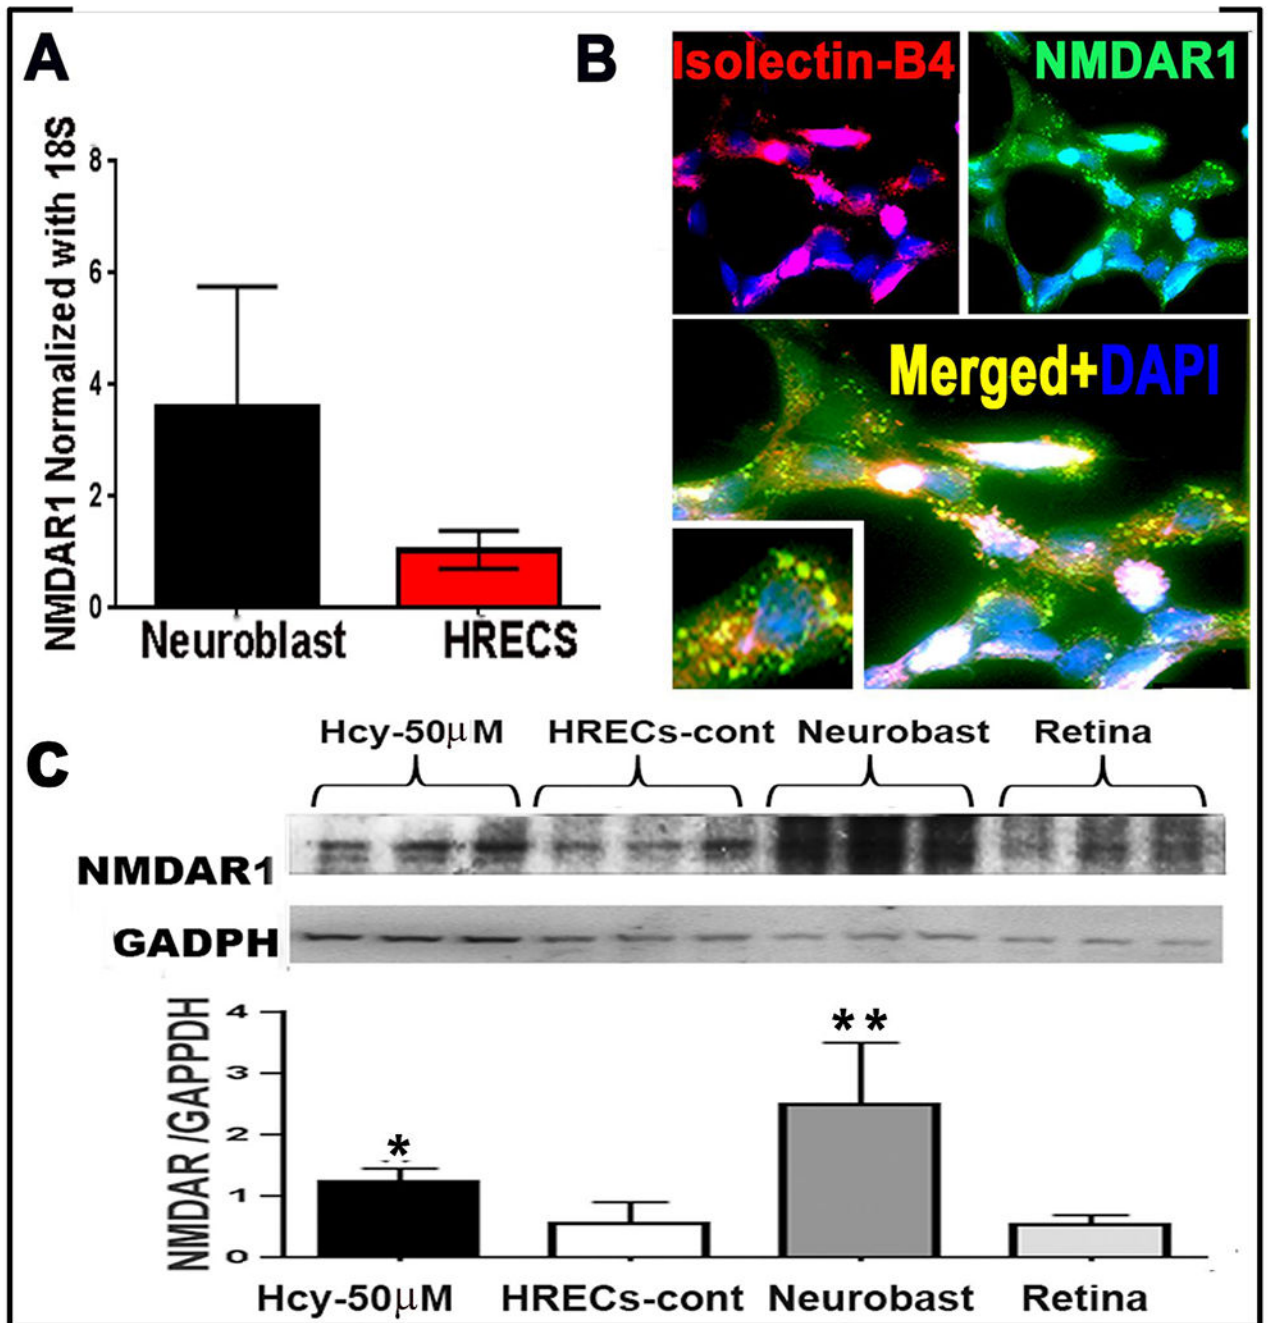 A
NMDAR1 Normalized with 18S
8
6
4
2
0
Neuroblast
HRECS
B
Isolectin-B4
NMDAR1
Merged+DAPI
C
Hcy-50μM
HRECs-cont
Neurobast
Retina
NMDAR1
GADPH
NMDAR /GAPPDH
4
3
2
1
0
*
**
Hcy-50μM
HRECs-cont
Neurobast
Retina